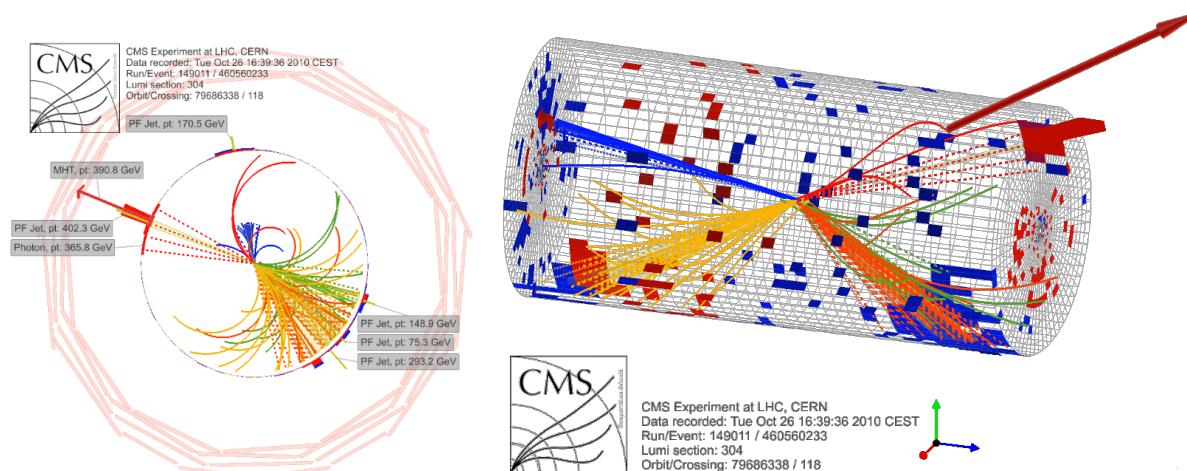 CMS
CMS Experiment at LHC, CERN
Data recorded: Tue Oct 26 16:39:36 2010 CEST
Run/Event: 149011 / 460560233
Lumi section: 304
Orbit/Crossing: 79686338 / 118
PF Jet, pt: 170.5 GeV
MHT, pt: 390.8 GeV
PF Jet, pt: 402.3 GeV
Photon, pt: 365.8 GeV
PF Jet, pt: 148.9 GeV
PF Jet, pt: 75.3 GeV
PF Jet, pt: 293.2 GeV
CMS
CMS Experiment at LHC, CERN
Data recorded: Tue Oct 26 16:39:36 2010 CEST
Run/Event: 149011 / 460560233
Lumi section: 304
Orbit/Crossing: 79686338 / 118